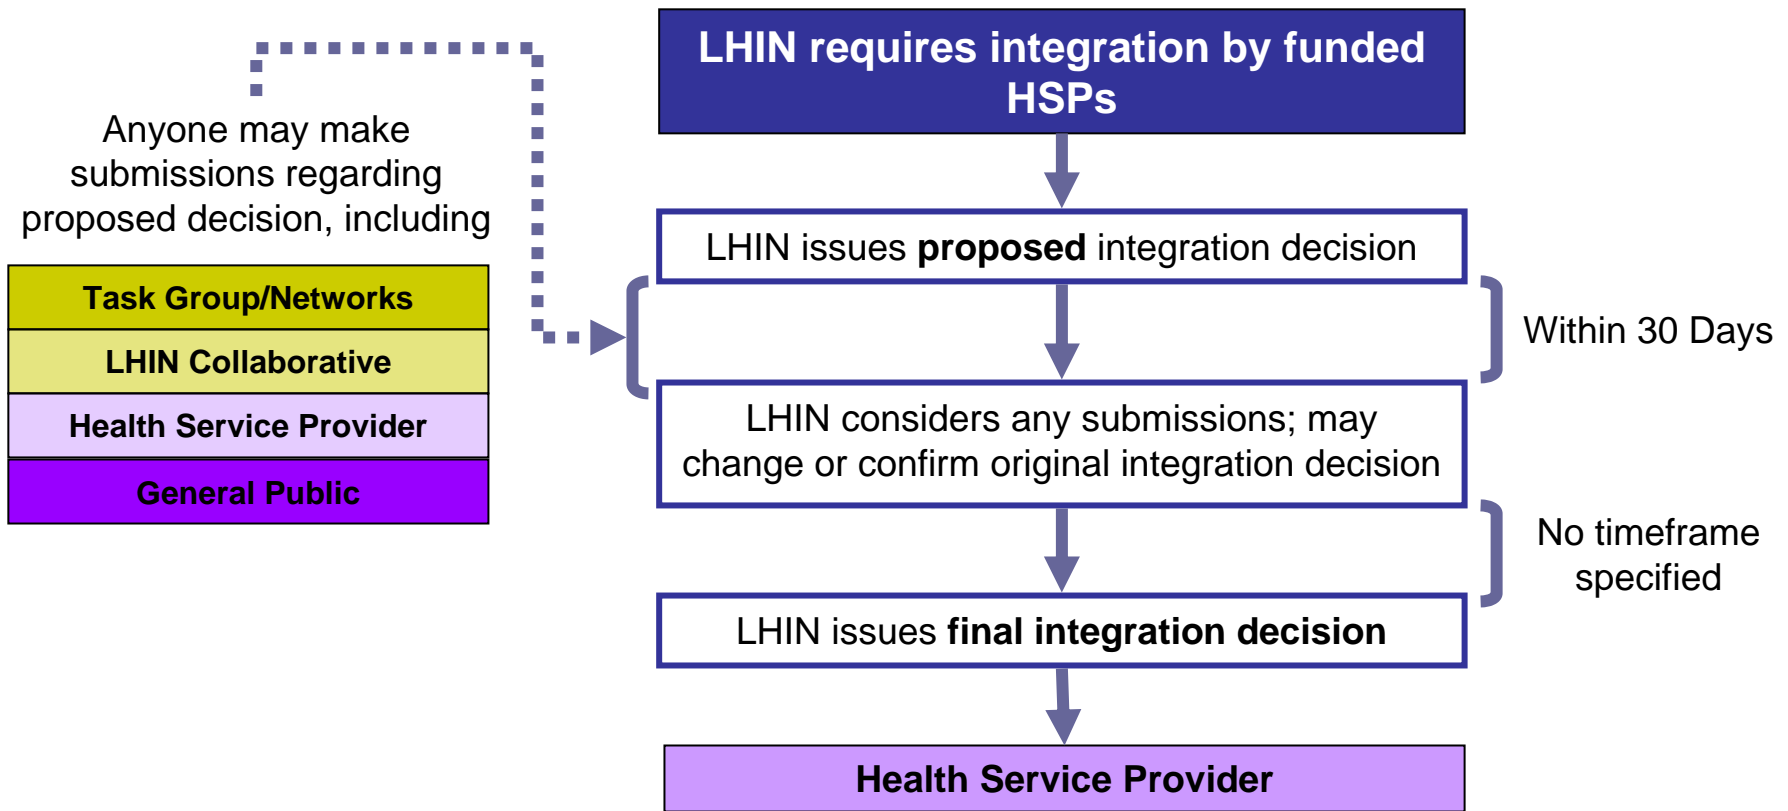 LHIN requires integration by funded
HSPs
Anyone may make
submissions regarding
proposed decision, including
Task Group/Networks
LHIN Collaborative
Health Service Provider
General Public
LHIN issues proposed integration decision
Within 30 Days
LHIN considers any submissions; may
change or confirm original integration decision
No timeframe
specified
LHIN issues final integration decision
Health Service Provider